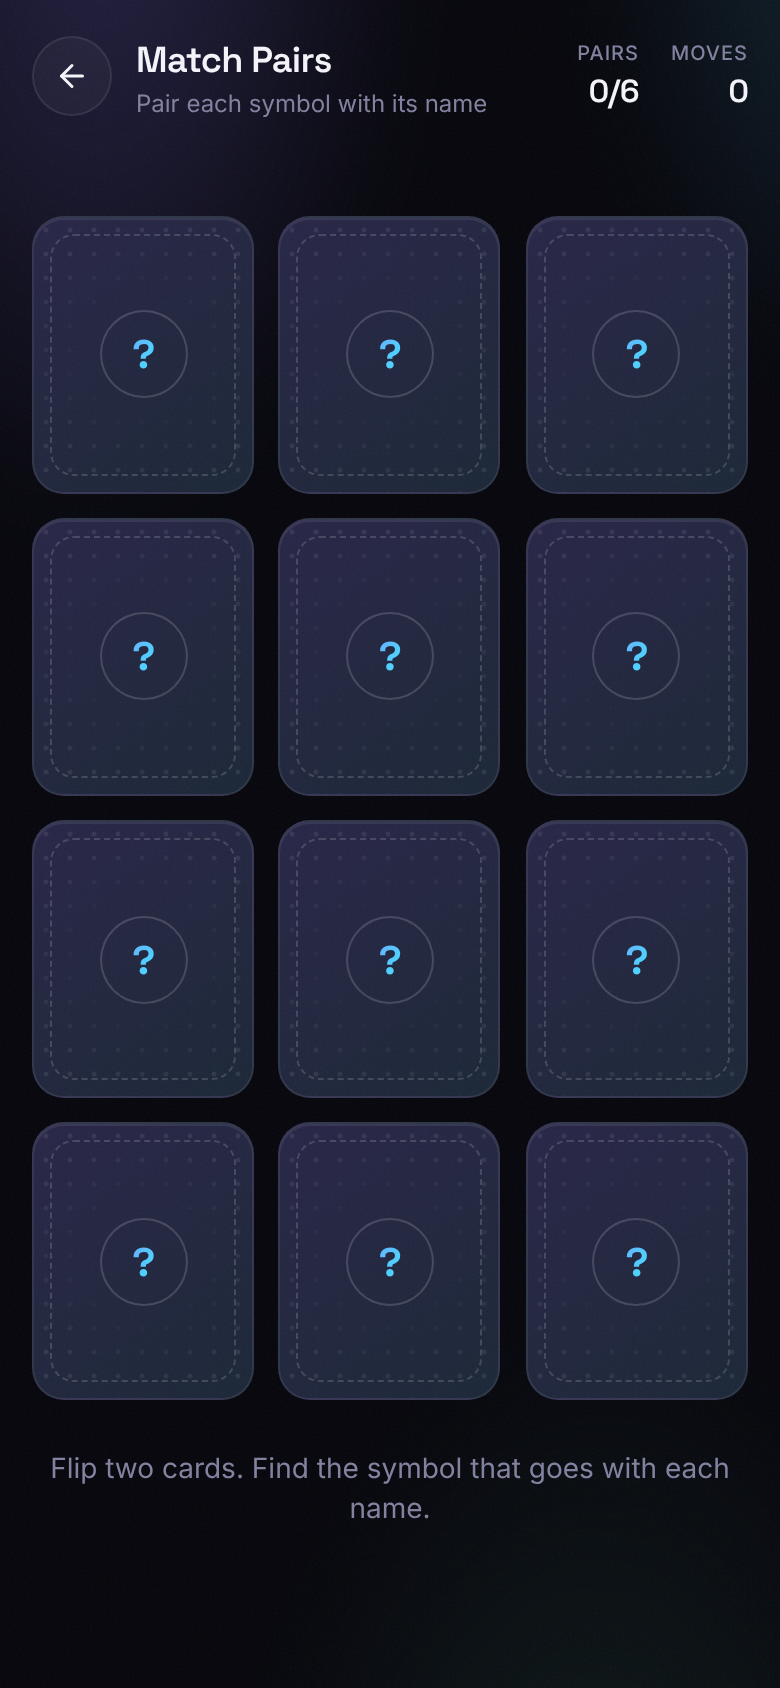 Match Pairs
Pair each symbol with its name
PAIRS
0/6
MOVES
0
? ? ?
? ? ?
? ? ?
? ? ?
Flip two cards. Find the symbol that goes with each
name.